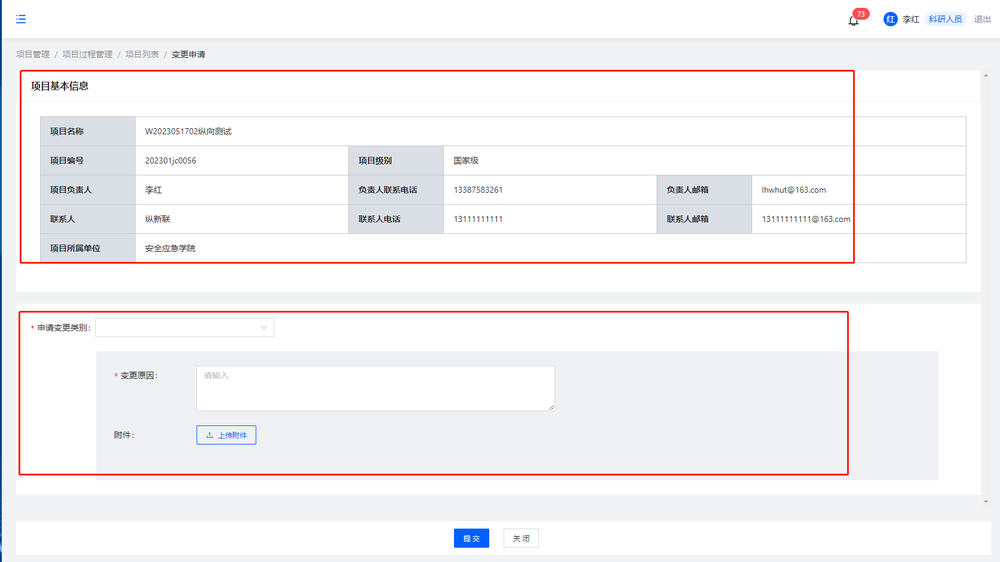 73
红 李红 科研人员 退出
项目管理 / 项目过程管理 / 项目列表 / 变更申请
项目基本信息
项目名称 W2023051702纵向测试
项目编号 202301jc0056 项目级别 国家级
项目负责人 李红 负责人联系电话 13387583261 负责人邮箱 lhwhut@163.com
联系人 纵新联 联系人电话 13111111111 联系人邮箱 13111111111@163.com
项目所属单位 安全应急学院
* 申请变更类别:
* 变更原因: 请输入
附件: 上传附件
提交 关闭